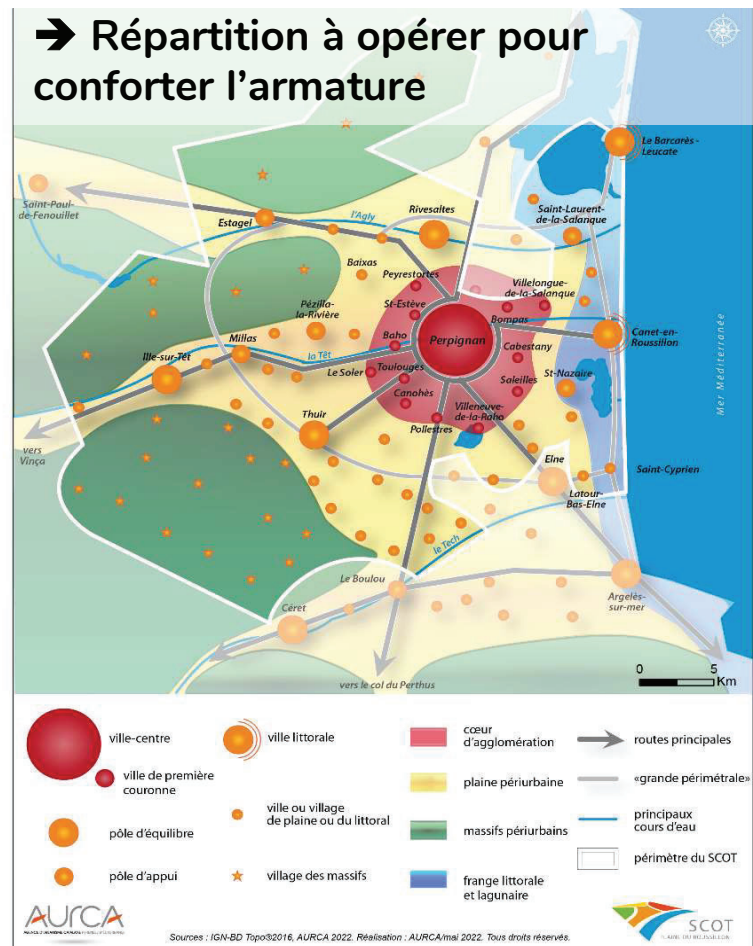 ➔ Répartition à opérer pour
conforter l'armature
Le Barcarès-
Leucate
Saint-Paul-
de-Fenouillet
Estagel
l'Agly
Rivesaltes
Saint-Laurent-
de-la-Salanque
Baixas
Peyrestortes
Villelongue-
de-la-Salanque
Pézilla-
la-Rivière
St-Estève
Bompas
Canet-en-
Roussillon
Millas
Baho
Perpignan
Ille-sur-Têt
la Têt
Cabestany
Le Soler
Toulouges
St-Nazaire
Saleilles
Canohès
Villeneuve-
de-la-Raho
Thuir
Pollestres
Mer Méditerranée
vers
Vinça
Elne
Saint-Cyprien
Latour-
Bas-Elne
le Tech
Le Boulou
Céret
Argelès-
sur-mer
vers le col du Perthus
0 5
Km
ville-centre
ville de première
couronne
pôle d'équilibre
pôle d'appui
ville littorale
ville ou village
de plaine ou du littoral
village des massifs
cœur
d'agglomération
plaine périurbaine
massifs périurbains
frange littorale
et lagunaire
routes principales
«grande périmétrale»
principaux
cours d'eau
périmètre du SCOT
AURCA
SCOT
Sources : IGN-BD Topo®2016, AURCA 2022. Réalisation : AURCA/mai 2022. Tous droits réservés.